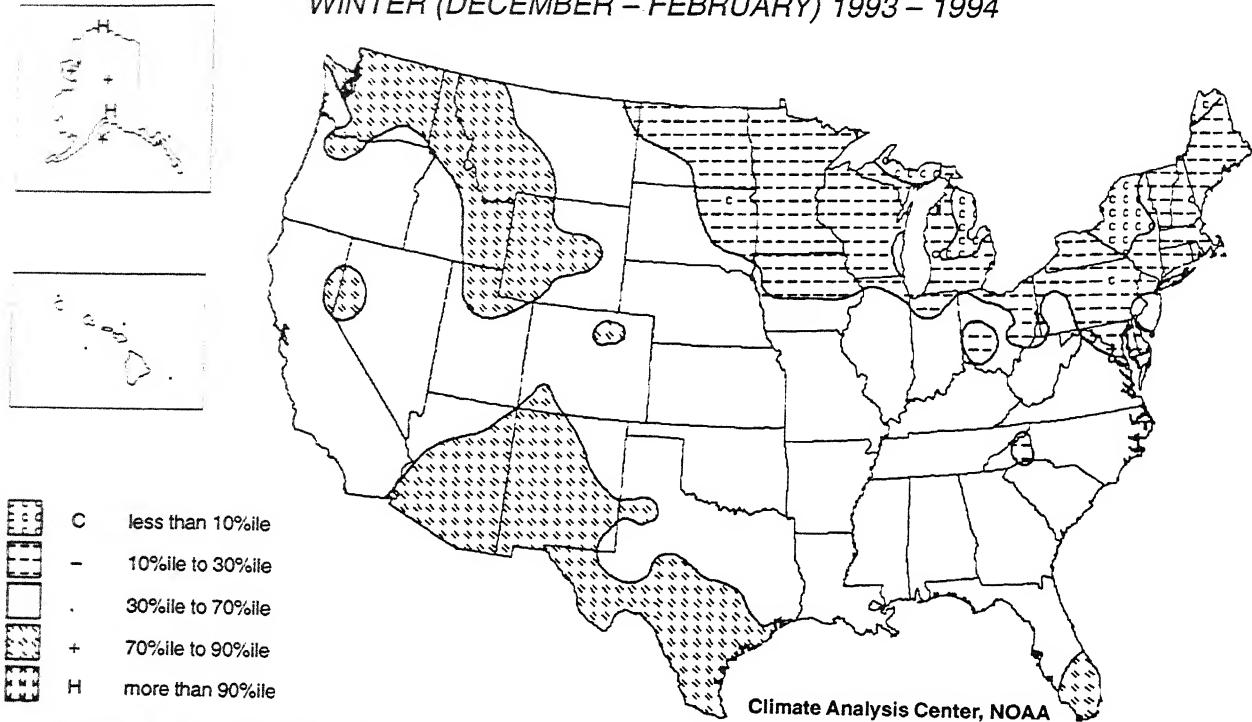 WINTER (DECEMBER – FEBRUARY) 1993 – 1994
H
+
+
H
C less than 10%ile
– 10%ile to 30%ile
. 30%ile to 70%ile
+ 70%ile to 90%ile
H more than 90%ile
Climate Analysis Center, NOAA